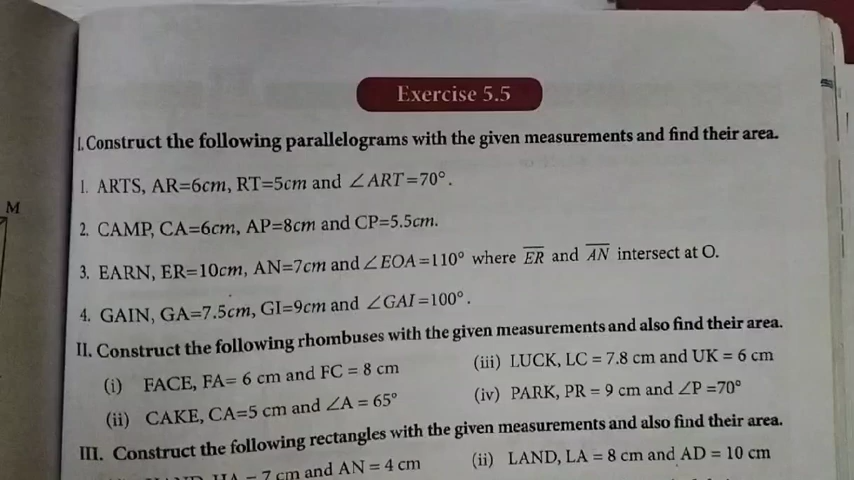 Exercise 5.5
I. Construct the following parallelograms with the given measurements and find their area.
1. ARTS, AR=6cm, RT=5cm and ∠ART=70°.
M
2. CAMP, CA=6cm, AP=8cm and CP=5.5cm.
3. EARN, ER=10cm, AN=7cm and ∠EOA=110° where E̅R̅ and A̅N̅ intersect at O.
4. GAIN, GA=7.5cm, GI=9cm and ∠GAI=100°.
II. Construct the following rhombuses with the given measurements and also find their area.
(i) FACE, FA= 6 cm and FC = 8 cm
(iii) LUCK, LC = 7.8 cm and UK = 6 cm
(ii) CAKE, CA=5 cm and ∠A = 65°
(iv) PARK, PR = 9 cm and ∠P =70°
III. Construct the following rectangles with the given measurements and also find their area.
= 7 cm and AN = 4 cm
(ii) LAND, LA = 8 cm and AD = 10 cm